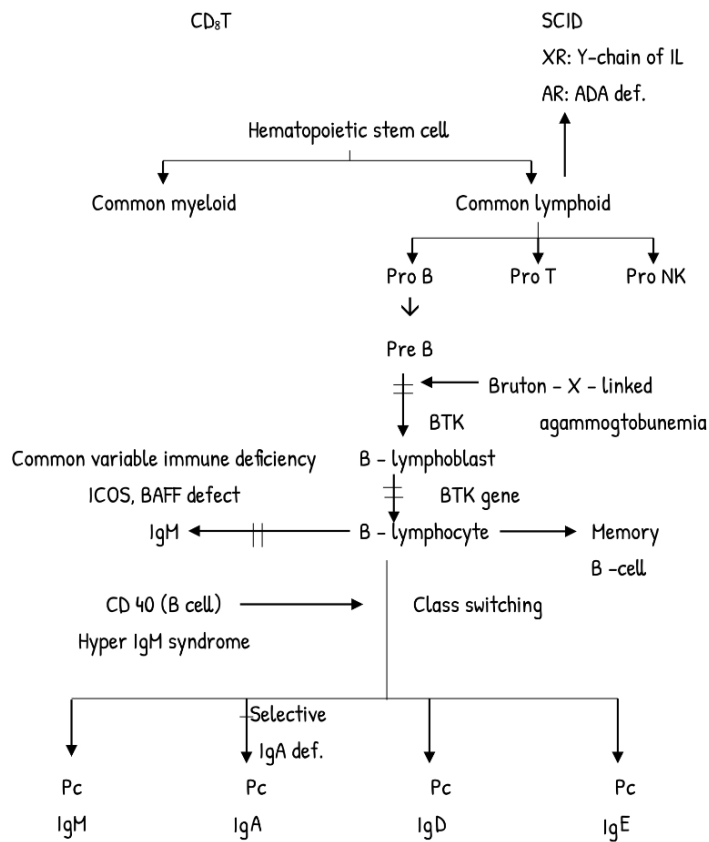 CD₈T
SCID
XR: Y-chain of IL
AR: ADA def.
Hematopoietic stem cell
Common myeloid
Common lymphoid
Pro B
Pro T
Pro NK
Pre B
Bruton - X - linked
BTK
agammogtobunemia
Common variable immune deficiency
B - lymphoblast
ICOS, BAFF defect
BTK gene
IgM
B - lymphocyte
Memory
B -cell
CD 40 (B cell)
Class switching
Hyper IgM syndrome
Selective
IgA def.
Pc
Pc
Pc
Pc
IgM
IgA
IgD
IgE